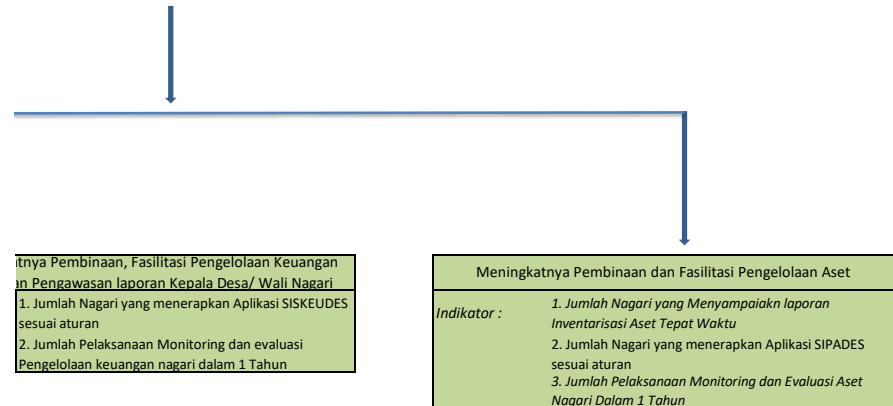 tnya Pembinaan, Fasilitasi Pengelolaan Keuangan
an Pengawasan laporan Kepala Desa/ Wali Nagari
1. Jumlah Nagari yang menerapkan Aplikasi SISKEUDES
sesuai aturan
2. Jumlah Pelaksanaan Monitoring dan evaluasi
Pengelolaan keuangan nagari dalam 1 Tahun
Meningkatnya Pembinaan dan Fasilitasi Pengelolaan Aset
Indikator :
1. Jumlah Nagari yang Menyampaiakn laporan
Inventarisasi Aset Tepat Waktu
2. Jumlah Nagari yang menerapkan Aplikasi SIPADES
sesuai aturan
3. Jumlah Pelaksanaan Monitoring dan Evaluasi Aset
Nagari Dalam 1 Tahun